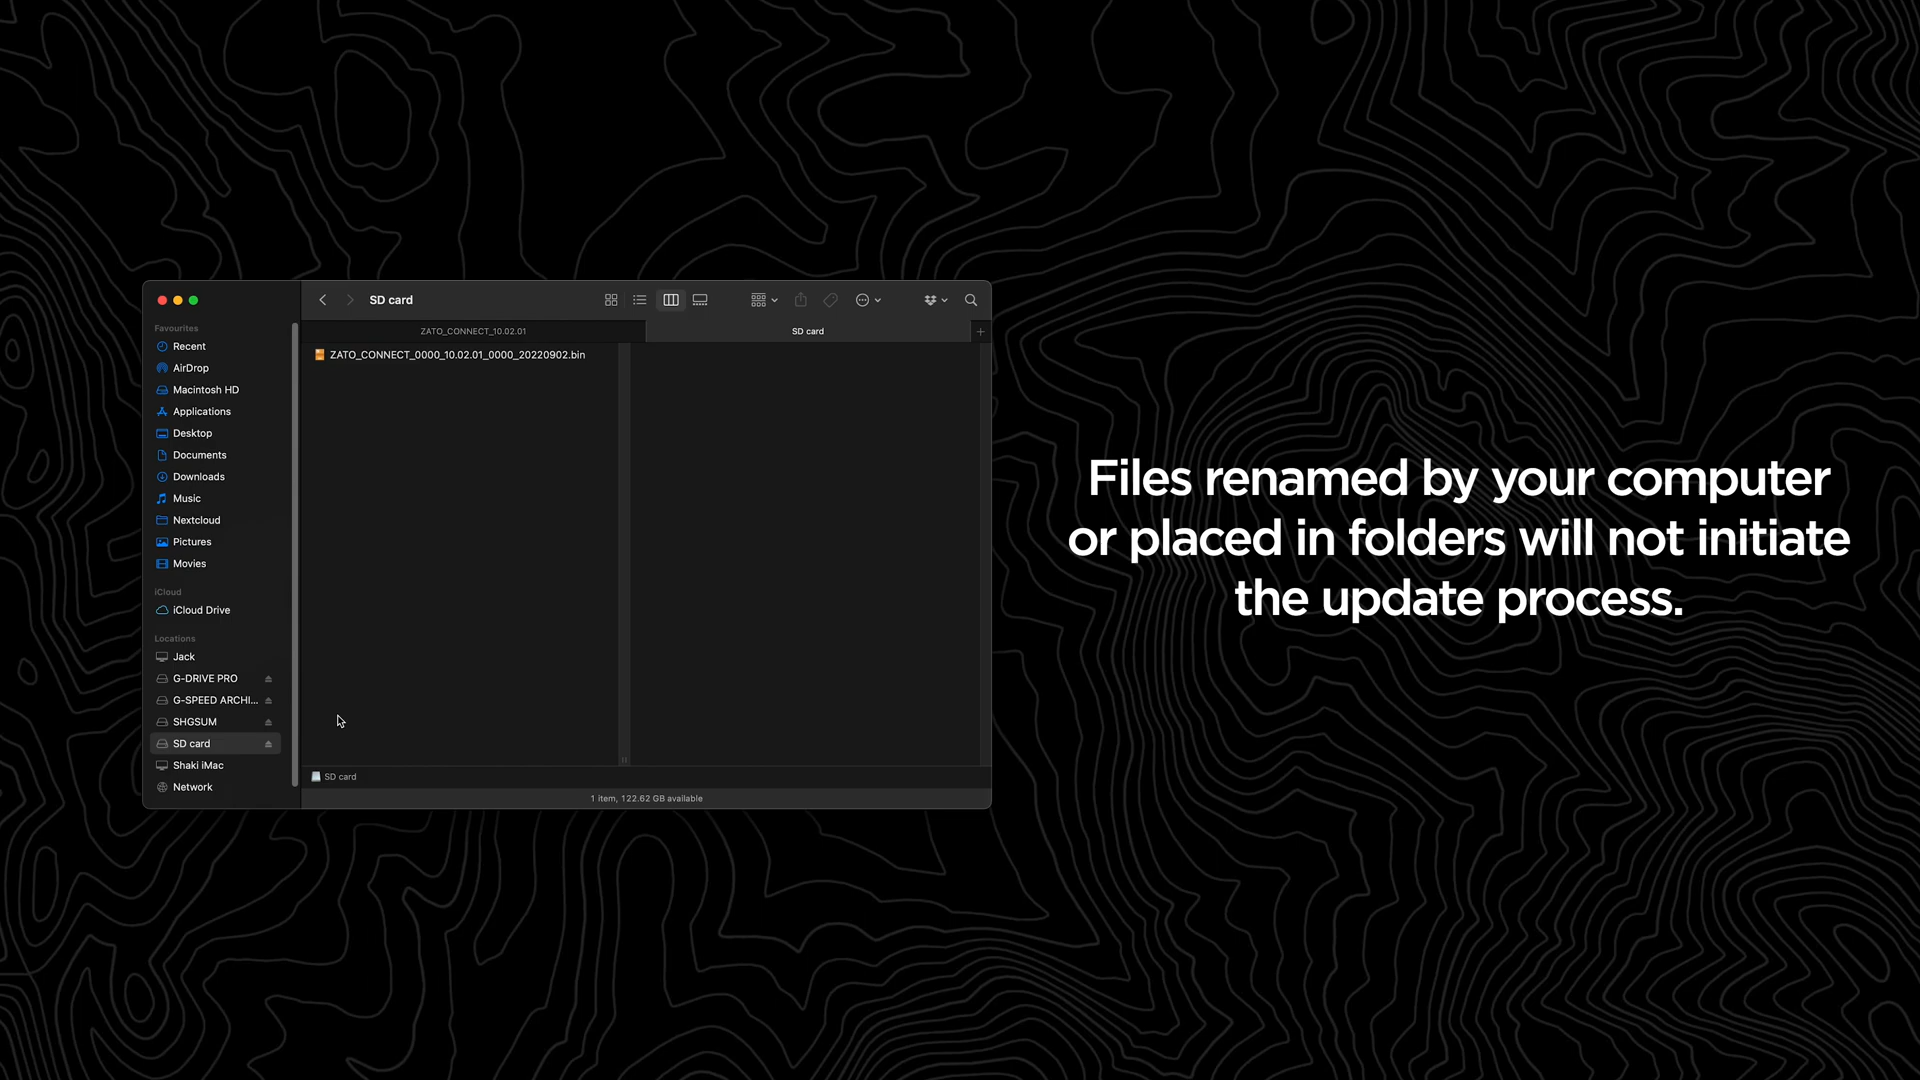 SD card
ZATO_CONNECT_10.02.01
SD card
Favourites
Recent
AirDrop
Macintosh HD
Applications
Desktop
Documents
Downloads
Music
Nextcloud
Pictures
Movies
iCloud
iCloud Drive
Locations
Jack
G-DRIVE PRO
G-SPEED ARCHI...
SHGSUM
SD card
Shaki iMac
Network
ZATO_CONNECT_0000_10.02.01_0000_20220902.bin
SD card
1 item, 122.62 GB available
Files renamed by your computer
or placed in folders will not initiate
the update process.